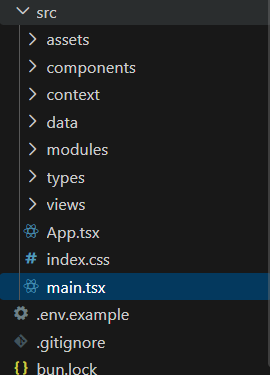 src
assets
components
context
data
modules
types
views
App.tsx
# index.css
main.tsx
.env.example
.gitignore
{} bun.lock